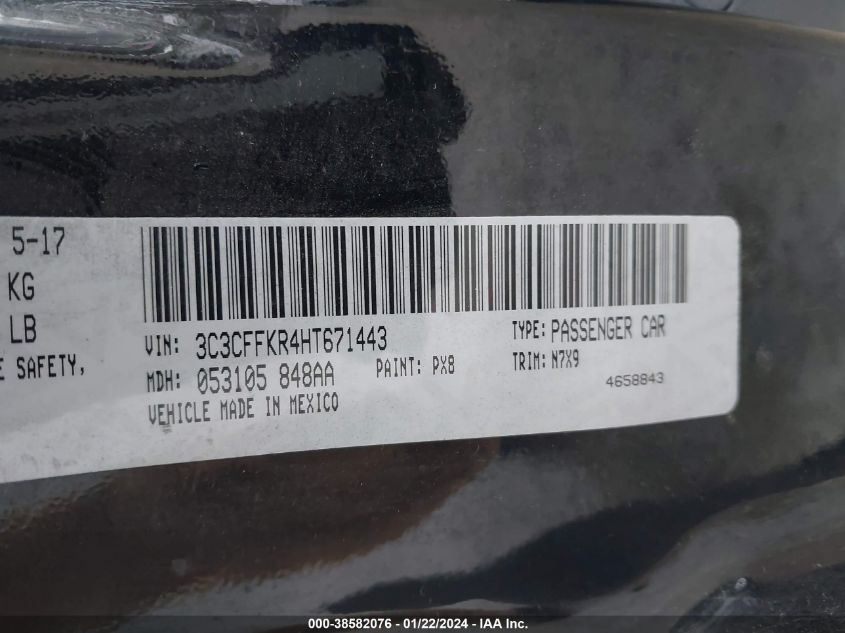 5-17
KG
LB
E SAFETY,
VIN: 3C3CFFKR4HT671443 TYPE: PASSENGER CAR
MDH: 053105 848AA PAINT: PX8 TRIM: N7X9
VEHICLE MADE IN MEXICO 4658843
000-38582076 - 01/22/2024 - IAA Inc.